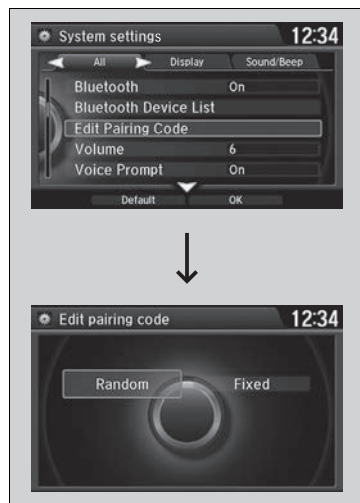 System settings 12:34
All Display Sound/Beep
Bluetooth On
Bluetooth Device List
Edit Pairing Code
Volume 6
Voice Prompt On
Default OK
Edit pairing code 12:34
Random Fixed